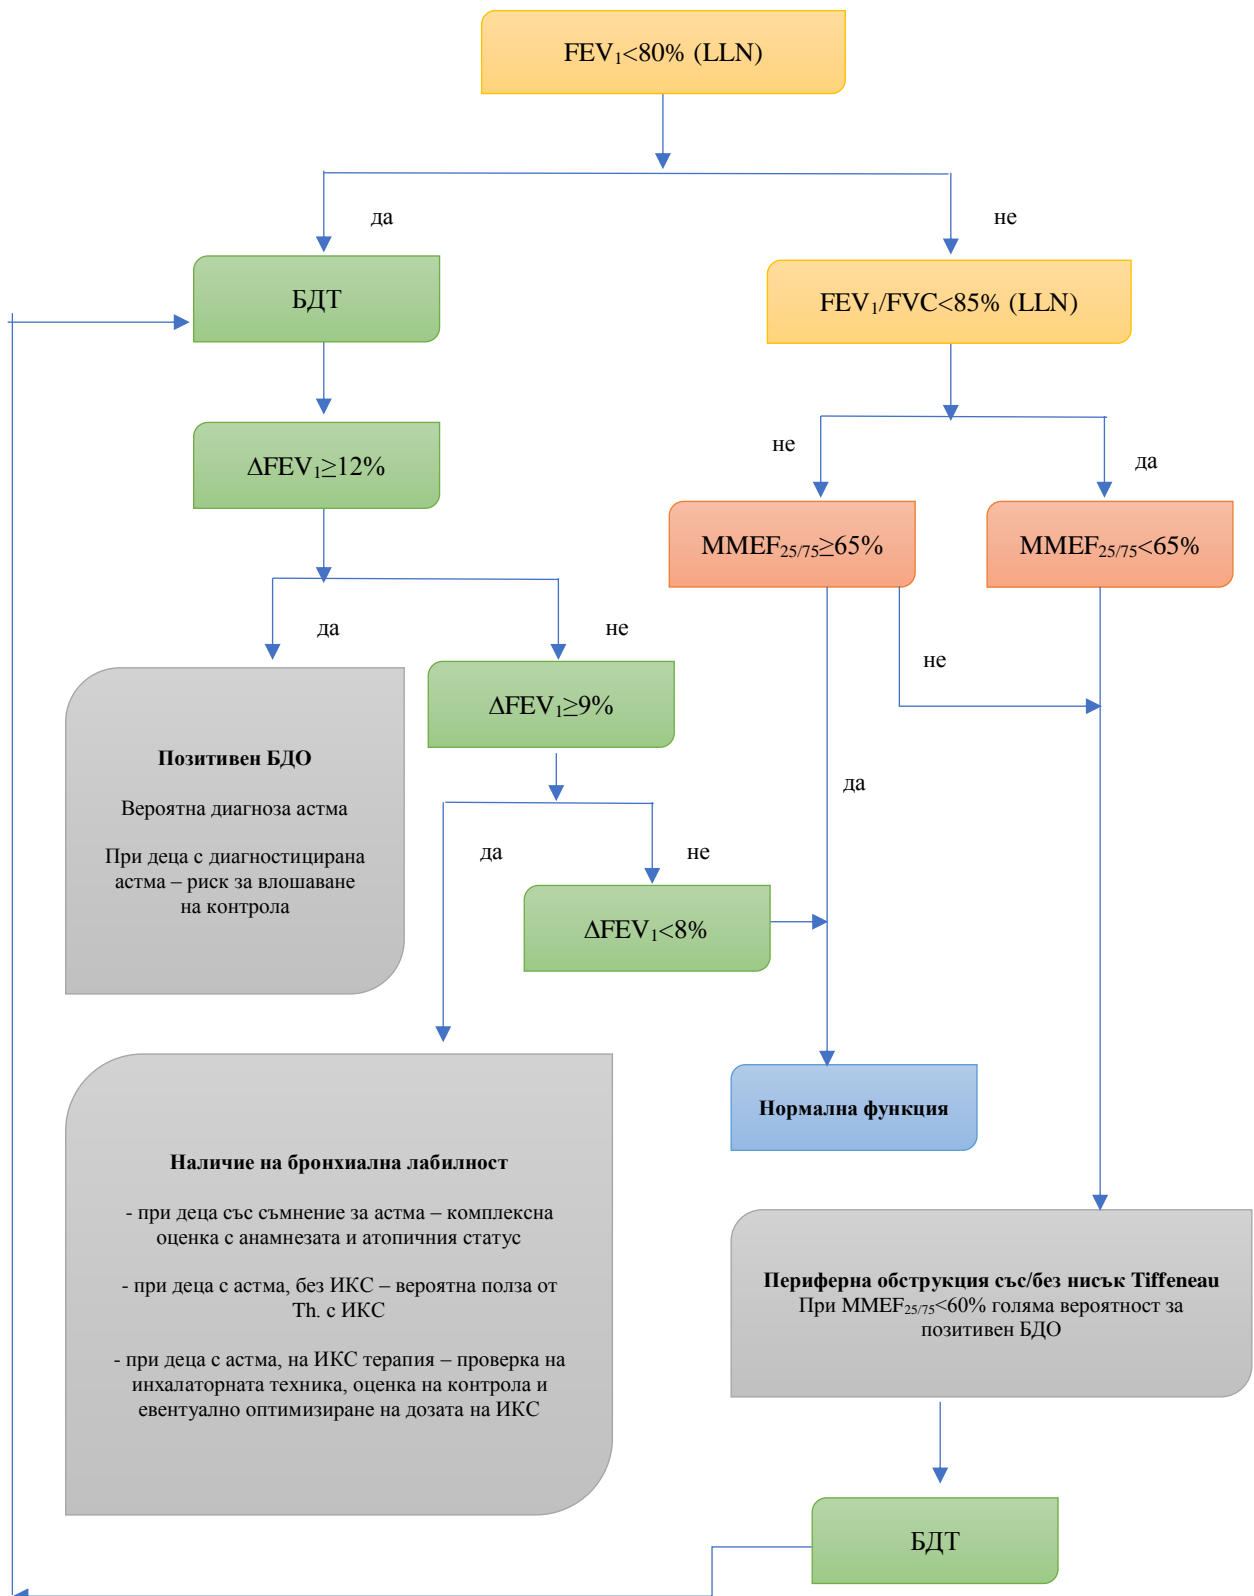 FEV₁<80% (LLN)
да
не
БДТ
FEV₁/FVC<85% (LLN)
ΔFEV₁≥12%
не
да
MMEF₂₅/₇₅≥65%
MMEF₂₅/₇₅<65%
да
не
не
ΔFEV₁≥9%
Позитивен БДО
Вероятна диагноза астма
При деца с диагностицирана
астма – риск за влошаване
на контрола
да
да
не
ΔFEV₁<8%
Нормална функция
Наличие на бронхиална лабилност
- при деца със съмнение за астма – комплексна
оценка с анамнезата и атопичния статус
- при деца с астма, без ИКС – вероятна полза от
Th. с ИКС
- при деца с астма, на ИКС терапия – проверка на
инхалаторната техника, оценка на контрола и
евентуално оптимизиране на дозата на ИКС
Периферна обструкция със/без нисък Tiffeneau
При MMEF₂₅/₇₅<60% голяма вероятност за
позитивен БДО
БДТ